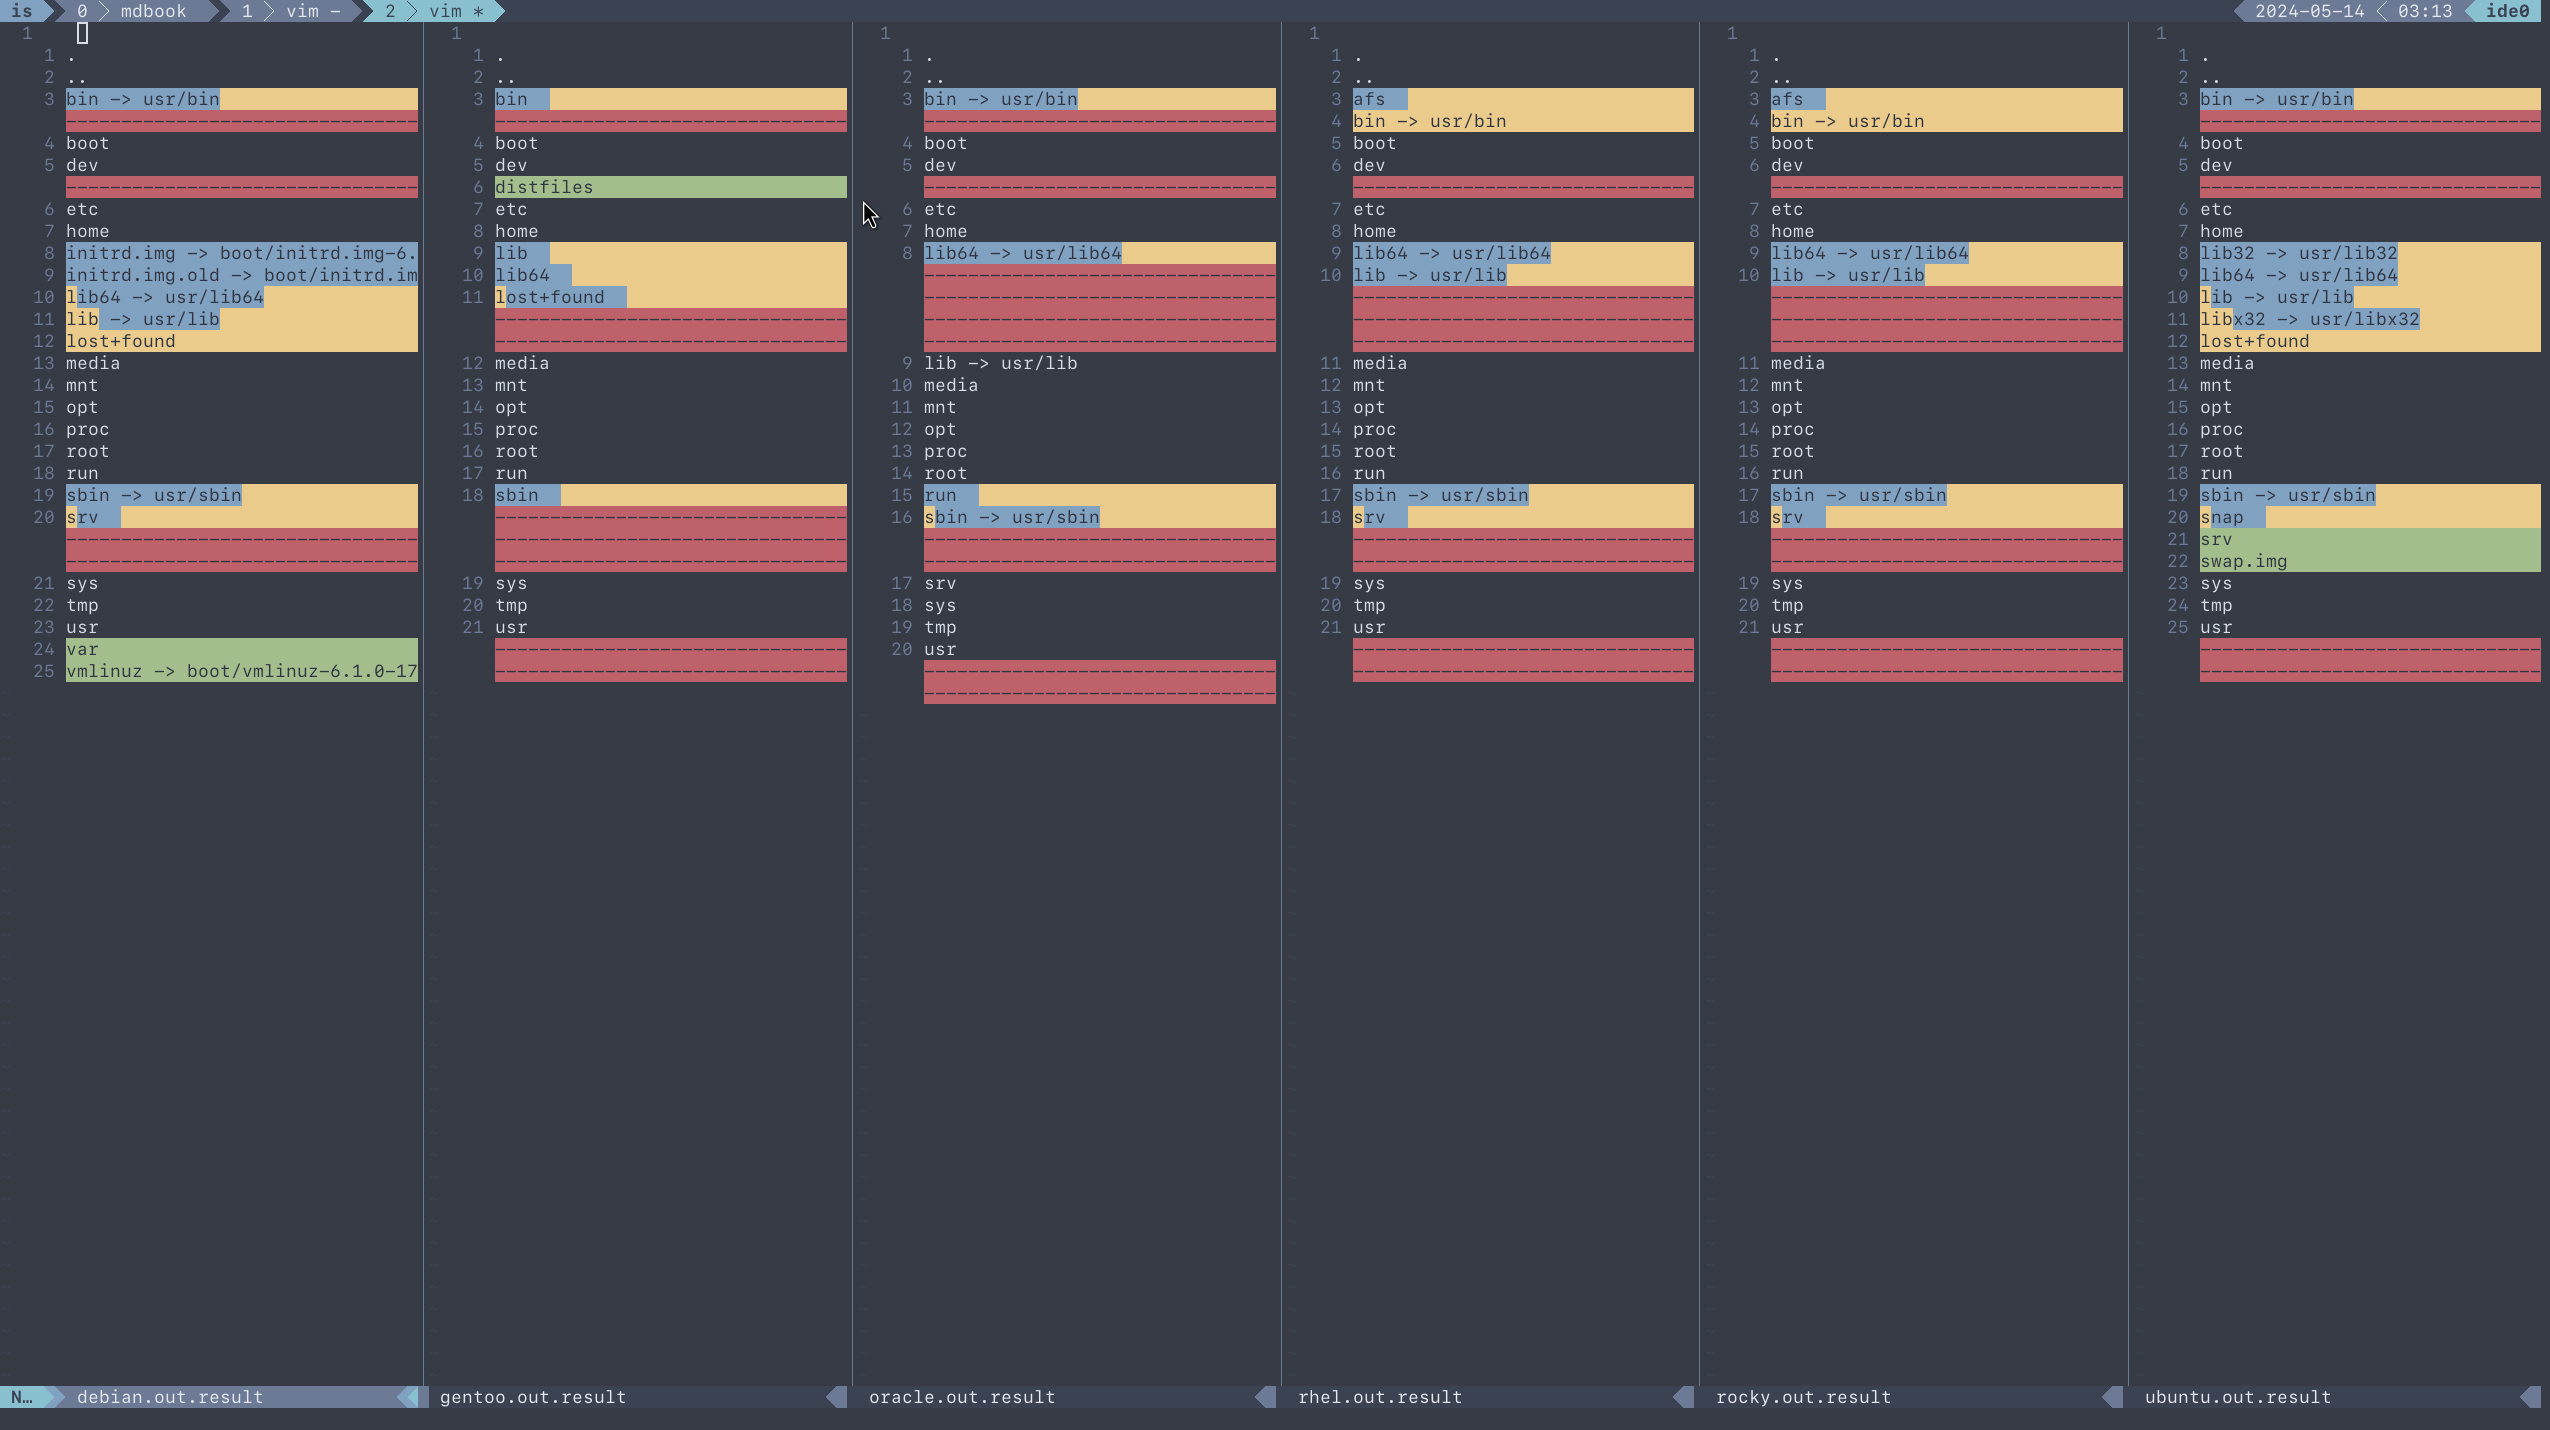 is 0 mdbook 1 vim - 2 vim * 2024-05-14 03:13 ide0
1
1 .
2 ..
3 bin -> usr/bin
4 boot
5 dev
6 etc
7 home
8 initrd.img -> boot/initrd.img-6.
9 initrd.img.old -> boot/initrd.im
10 lib64 -> usr/lib64
11 lib -> usr/lib
12 lost+found
13 media
14 mnt
15 opt
16 proc
17 root
18 run
19 sbin -> usr/sbin
20 srv
21 sys
22 tmp
23 usr
24 var
25 vmlinuz -> boot/vmlinuz-6.1.0-17
N… debian.out.result
1
1 .
2 ..
3 bin
4 boot
5 dev
6 distfiles
7 etc
8 home
9 lib
10 lib64
11 lost+found
12 media
13 mnt
14 opt
15 proc
16 root
17 run
18 sbin
19 sys
20 tmp
21 usr
gentoo.out.result
1
1 .
2 ..
3 bin -> usr/bin
4 boot
5 dev
6 etc
7 home
8 lib64 -> usr/lib64
9 lib -> usr/lib
10 media
11 mnt
12 opt
13 proc
14 root
15 run
16 sbin -> usr/sbin
17 srv
18 sys
19 tmp
20 usr
oracle.out.result
1
1 .
2 ..
3 afs
4 bin -> usr/bin
5 boot
6 dev
7 etc
8 home
9 lib64 -> usr/lib64
10 lib -> usr/lib
11 media
12 mnt
13 opt
14 proc
15 root
16 run
17 sbin -> usr/sbin
18 srv
19 sys
20 tmp
21 usr
rhel.out.result
1
1 .
2 ..
3 afs
4 bin -> usr/bin
5 boot
6 dev
7 etc
8 home
9 lib64 -> usr/lib64
10 lib -> usr/lib
11 media
12 mnt
13 opt
14 proc
15 root
16 run
17 sbin -> usr/sbin
18 srv
19 sys
20 tmp
21 usr
rocky.out.result
1
1 .
2 ..
3 bin -> usr/bin
4 boot
5 dev
6 etc
7 home
8 lib32 -> usr/lib32
9 lib64 -> usr/lib64
10 lib -> usr/lib
11 libx32 -> usr/libx32
12 lost+found
13 media
14 mnt
15 opt
16 proc
17 root
18 run
19 sbin -> usr/sbin
20 snap
21 srv
22 swap.img
23 sys
24 tmp
25 usr
ubuntu.out.result